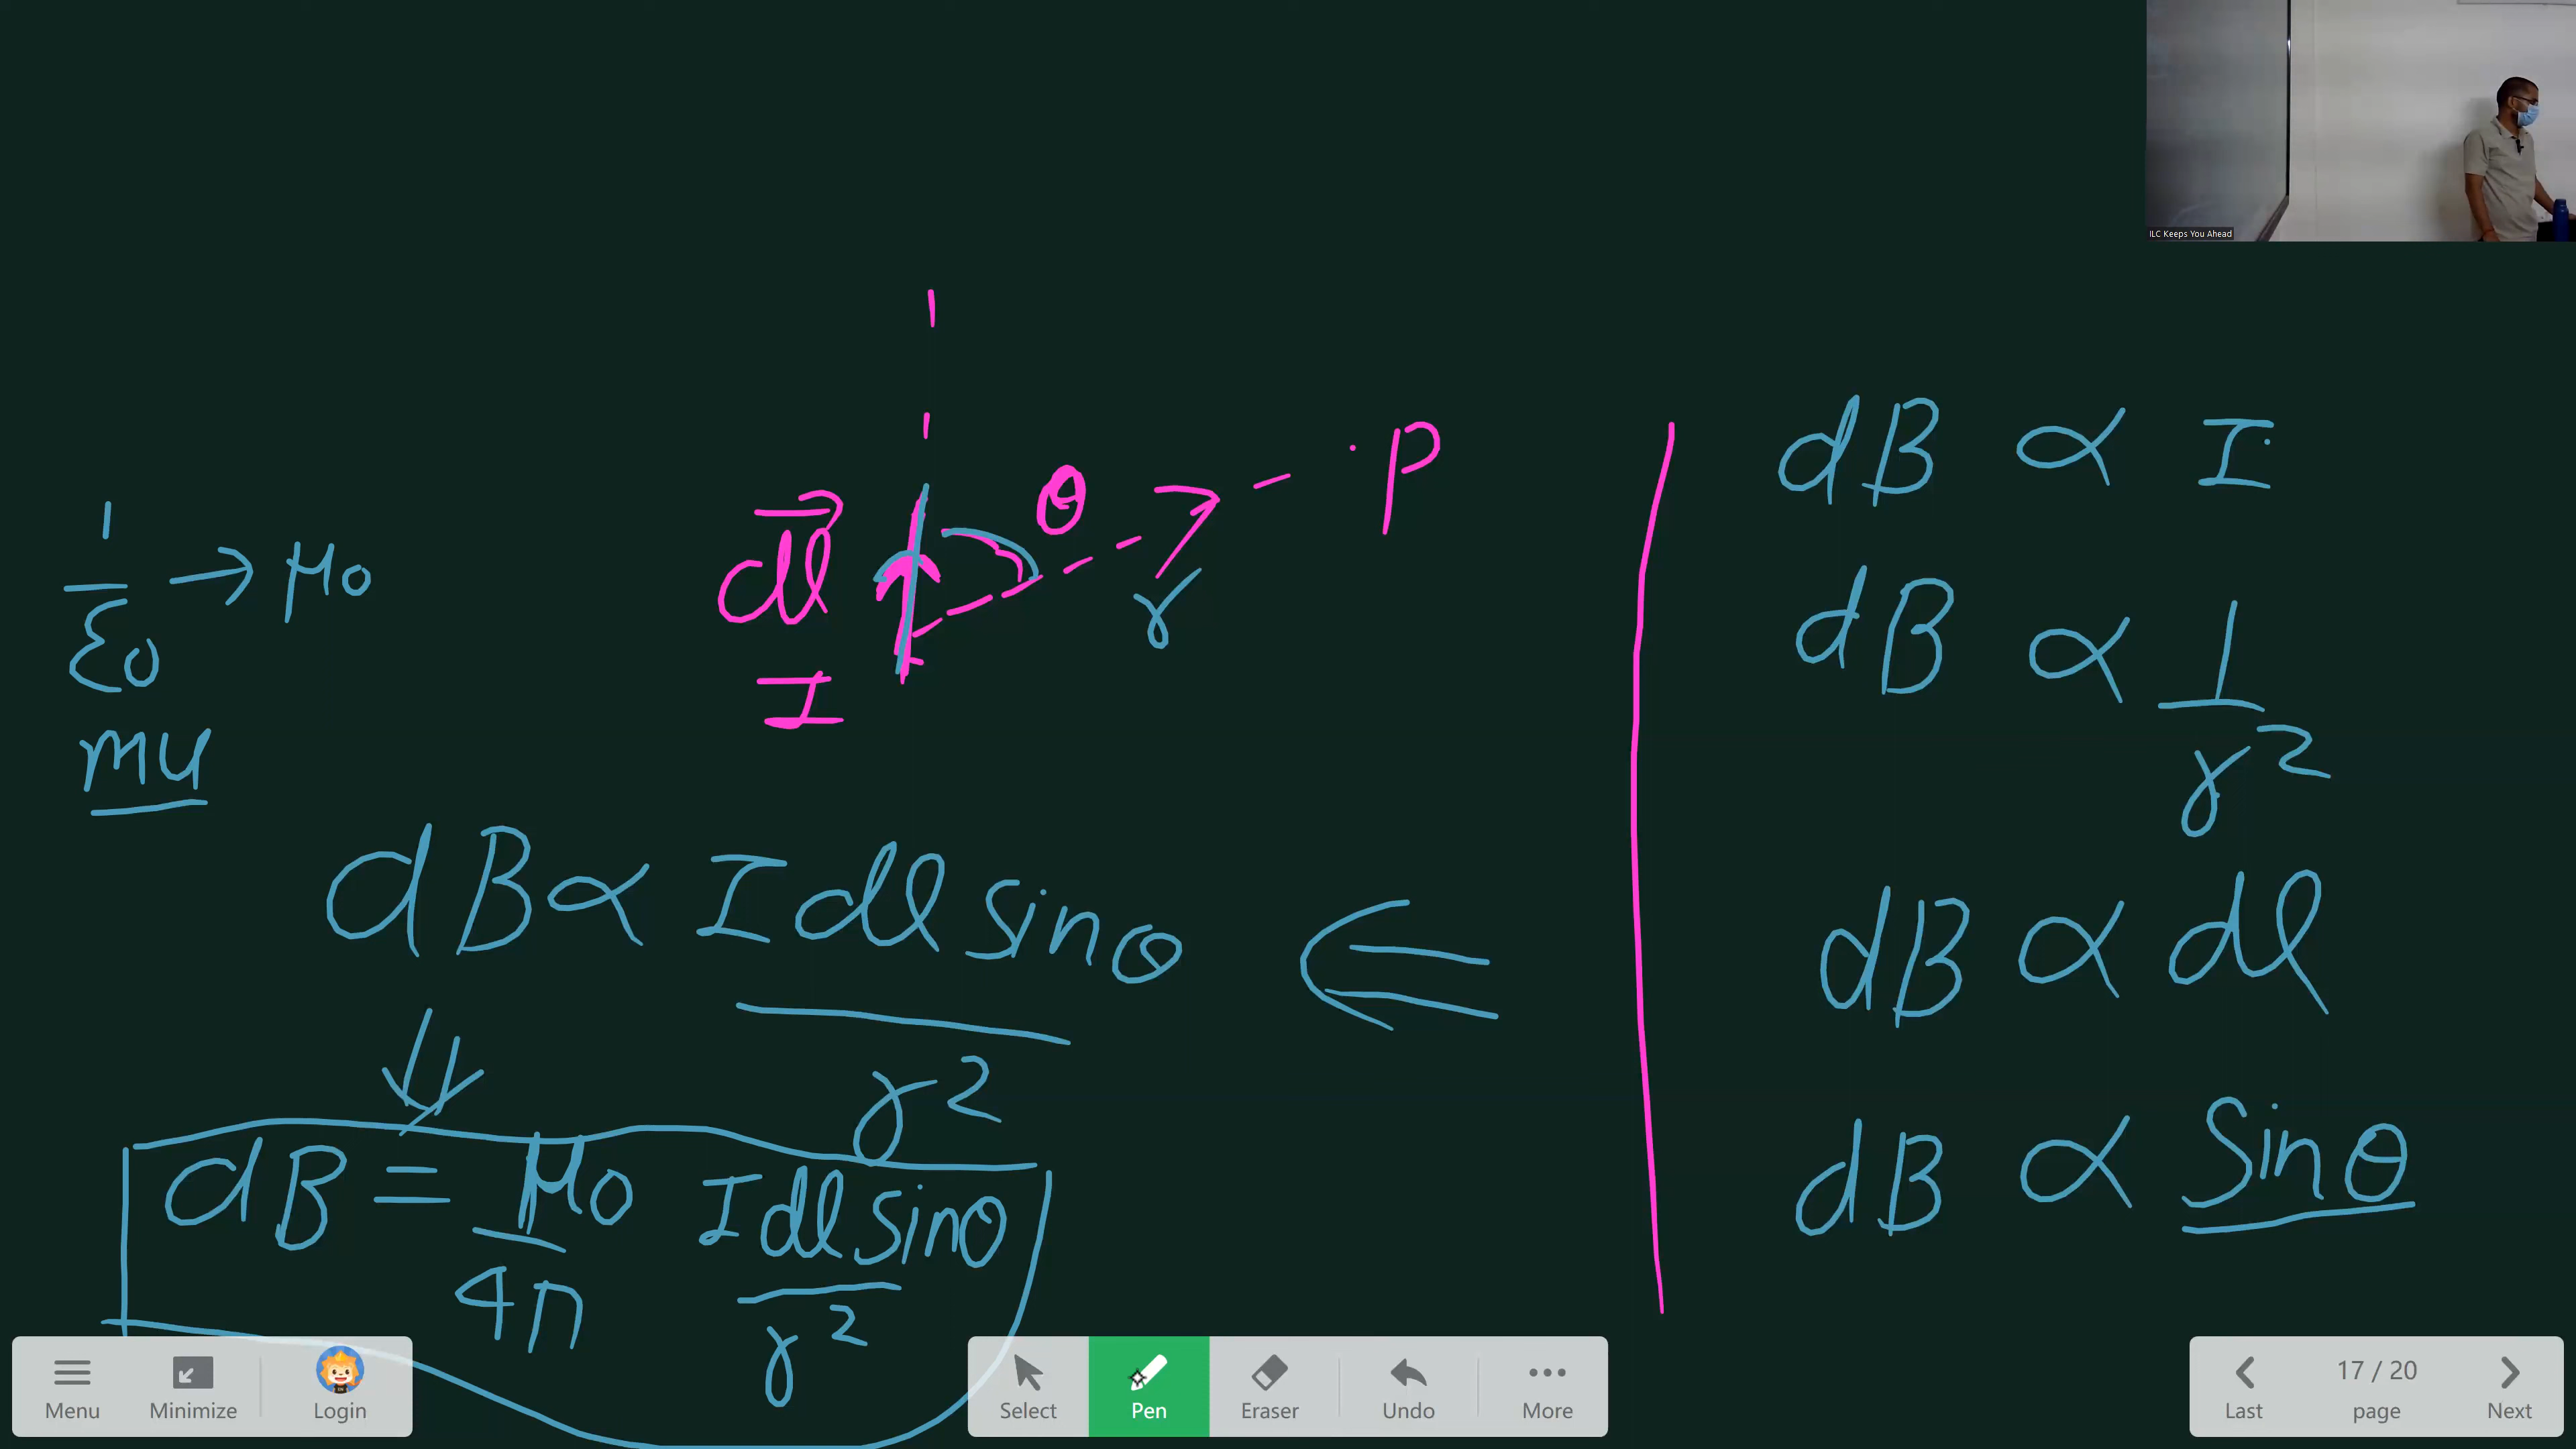 ILC Keeps You Ahead
θ
P
dl
r
I
1
ε0 → μ0
mu
dB ∝ I
dB ∝ 1
r2
dB ∝ dl
dB ∝ Sinθ
dB ∝ I dl sinθ
r2
dB = μ0 I dl sinθ
4π r2
Menu
Minimize
Login
Select
Pen
Eraser
Undo
More
Last
17 / 20
page
Next